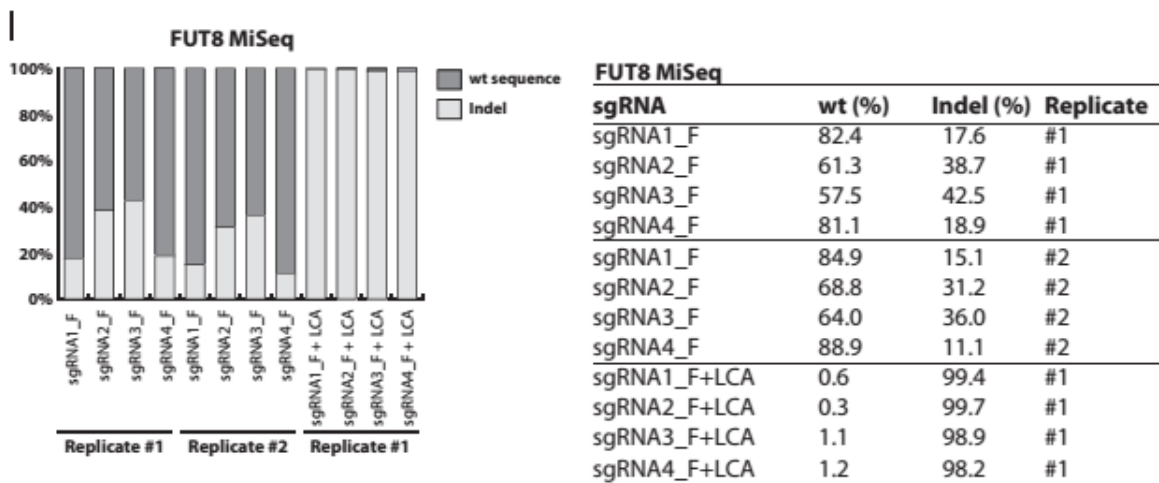 I
FUT8 MiSeq
100%
80%
60%
40%
20%
0%
wt sequence
Indel
sgRNA1_F
sgRNA2_F
sgRNA3_F
sgRNA4_F
sgRNA1_F
sgRNA2_F
sgRNA3_F
sgRNA4_F
sgRNA1_F + LCA
sgRNA2_F + LCA
sgRNA3_F + LCA
sgRNA4_F + LCA
Replicate #1 Replicate #2 Replicate #1
FUT8 MiSeq
sgRNA wt (%) Indel (%) Replicate
sgRNA1_F 82.4 17.6 #1
sgRNA2_F 61.3 38.7 #1
sgRNA3_F 57.5 42.5 #1
sgRNA4_F 81.1 18.9 #1
sgRNA1_F 84.9 15.1 #2
sgRNA2_F 68.8 31.2 #2
sgRNA3_F 64.0 36.0 #2
sgRNA4_F 88.9 11.1 #2
sgRNA1_F+LCA 0.6 99.4 #1
sgRNA2_F+LCA 0.3 99.7 #1
sgRNA3_F+LCA 1.1 98.9 #1
sgRNA4_F+LCA 1.2 98.2 #1